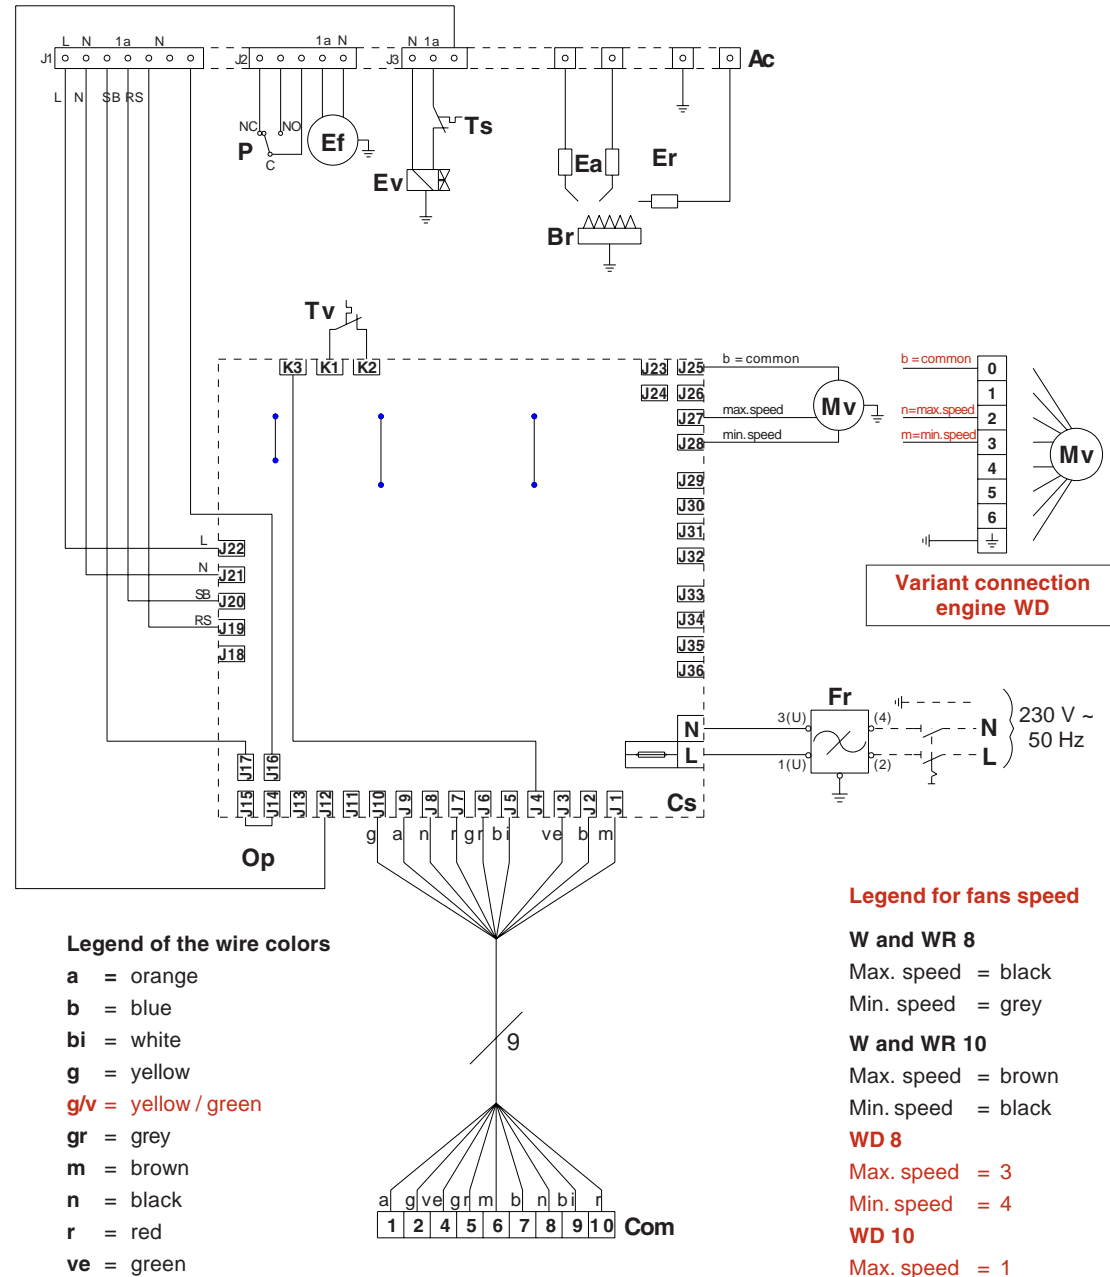 L N 1a N
1a N
N 1a
J1
J2
J3
Ac
L N SB RS
NC NO
P
C
Ef
Ts
Ev
Ea
Er
Br
Tv
K3 K1 K2
J23 J25
J24 J26
J27
J28
J29
J30
J31
J32
J33
J34
J35
J36
b = common
max.speed
min.speed
Mv
b = common
n=max.speed
m=min.speed
0
1
2
3
4
5
6
Mv
Variant connection
engine WD
L J22
N J21
SB J20
RS J19
J18
J17 J16
J15 J14 J13 J12 J11 J10 J9 J8 J7 J6 J5 J4 J3 J2 J1
N
L
Cs
Fr
3(U) (4)
1(U) (2)
N
L
230 V ~
50 Hz
Op
g a n r gr bi ve b m
9
a g ve gr m b n bi r
1 2 4 5 6 7 8 9 10 Com
Legend of the wire colors
a = orange
b = blue
bi = white
g = yellow
g/v = yellow / green
gr = grey
m = brown
n = black
r = red
ve = green
Legend for fans speed
W and WR 8
Max. speed = black
Min. speed = grey
W and WR 10
Max. speed = brown
Min. speed = black
WD 8
Max. speed = 3
Min. speed = 4
WD 10
Max. speed = 1